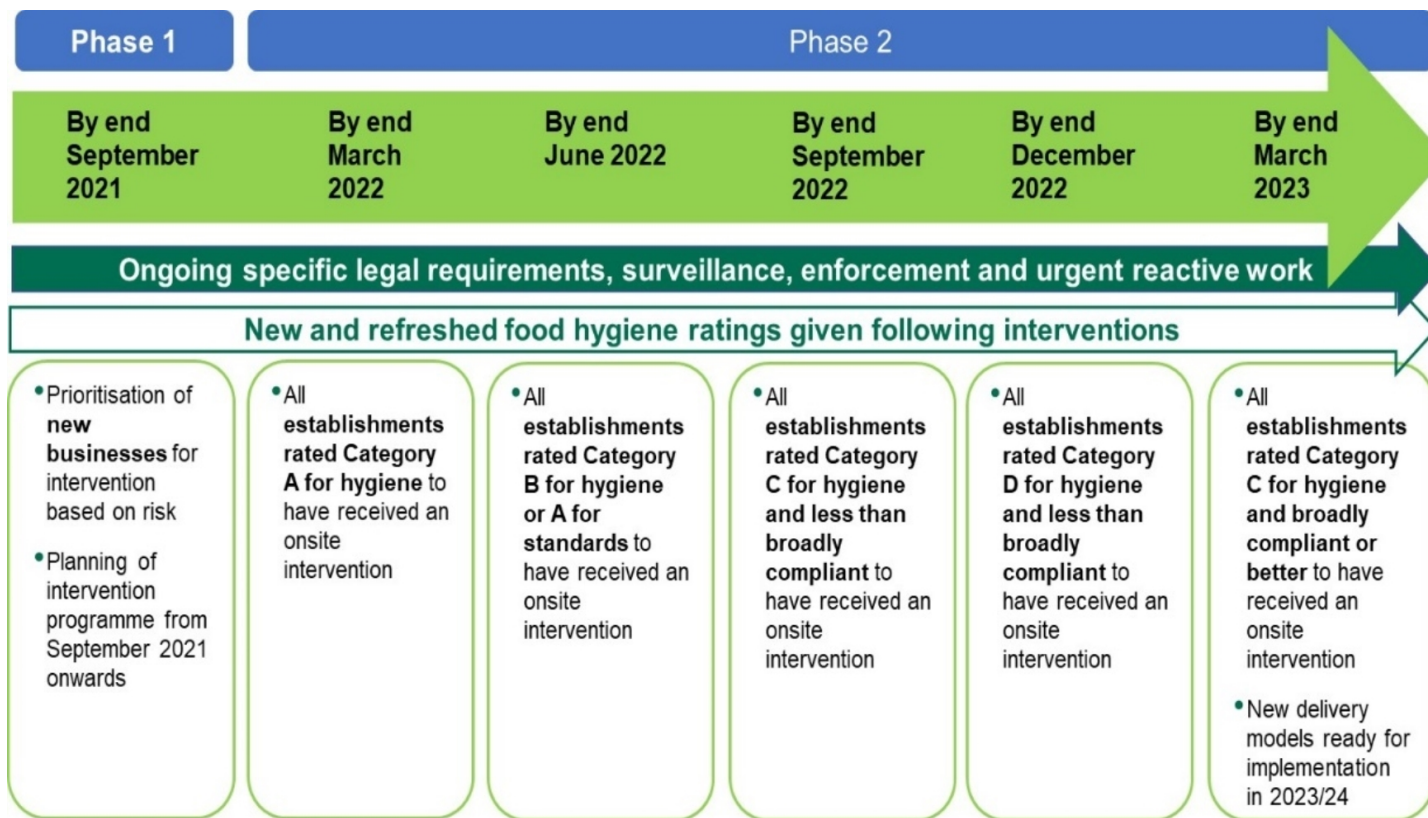 Phase 1
Phase 2
By end
September
2021
By end
March
2022
By end
June 2022
By end
September
2022
By end
December
2022
By end
March
2023
Ongoing specific legal requirements, surveillance, enforcement and urgent reactive work
New and refreshed food hygiene ratings given following interventions
•Prioritisation of
new
businesses for
intervention
based on risk
•Planning of
intervention
programme from
September 2021
onwards
•All
establishments
rated Category
A for hygiene to
have received an
onsite
intervention
•All
establishments
rated Category
B for hygiene
or A for
standards to
have received an
onsite
intervention
•All
establishments
rated Category
C for hygiene
and less than
broadly
compliant to
have received an
onsite
intervention
•All
establishments
rated Category
D for hygiene
and less than
broadly
compliant to
have received an
onsite
intervention
•All
establishments
rated Category
C for hygiene
and broadly
compliant or
better to have
received an
onsite
intervention
•New delivery
models ready for
implementation
in 2023/24